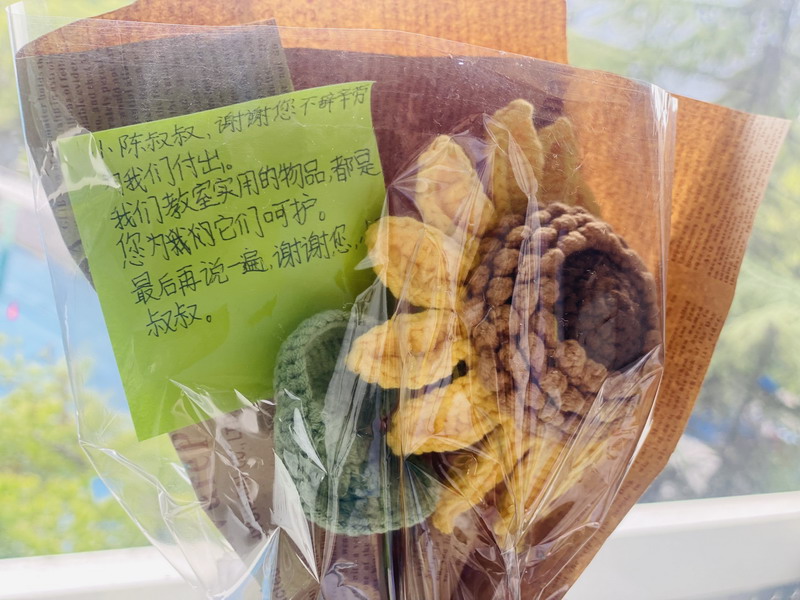 小陈叔叔，谢谢您不辞辛劳
为我们付出。
我们教室实用的物品，都是
您为我们它们呵护。
最后再说一遍，谢谢您，
叔叔。